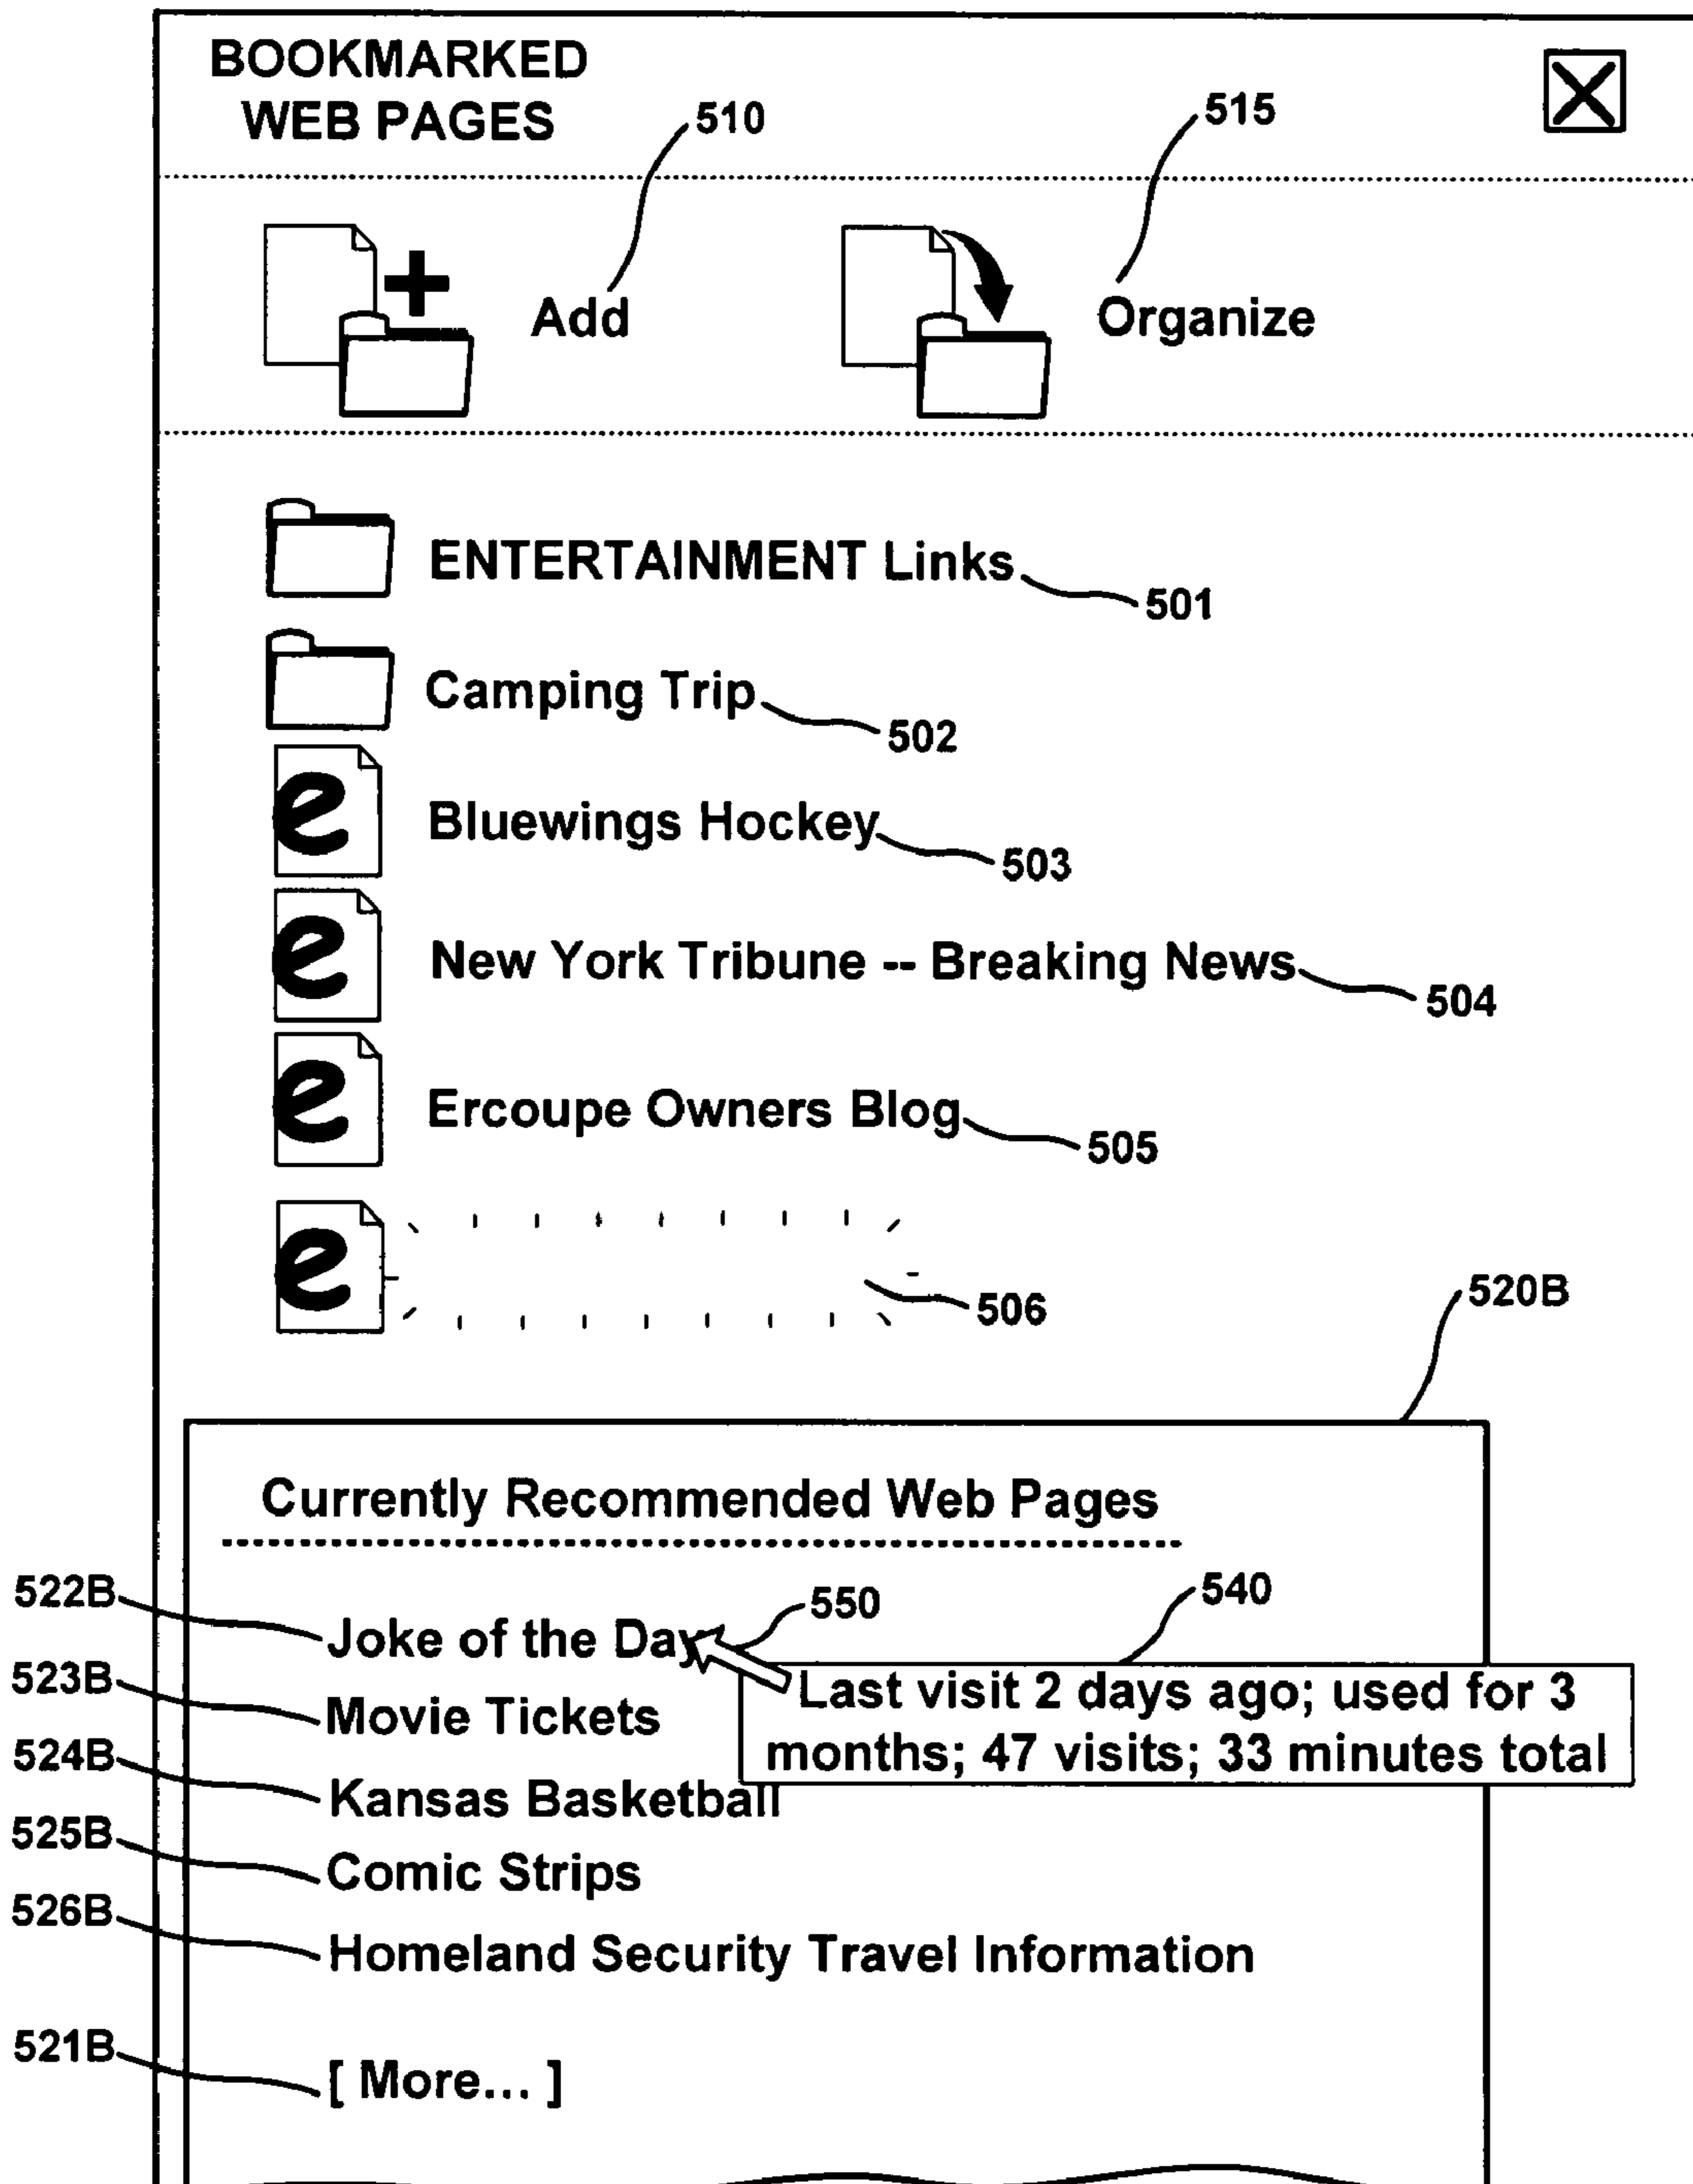 BOOKMARKED
WEB PAGES
510
515
Add
Organize
ENTERTAINMENT Links
501
Camping Trip
502
e
Bluewings Hockey
503
e
New York Tribune -- Breaking News
504
e
Ercoupe Owners Blog
505
e
506
520B
Currently Recommended Web Pages
522B
Joke of the Day
550
540
Last visit 2 days ago; used for 3
months; 47 visits; 33 minutes total
523B
Movie Tickets
524B
Kansas Basketball
525B
Comic Strips
526B
Homeland Security Travel Information
521B
[ More... ]